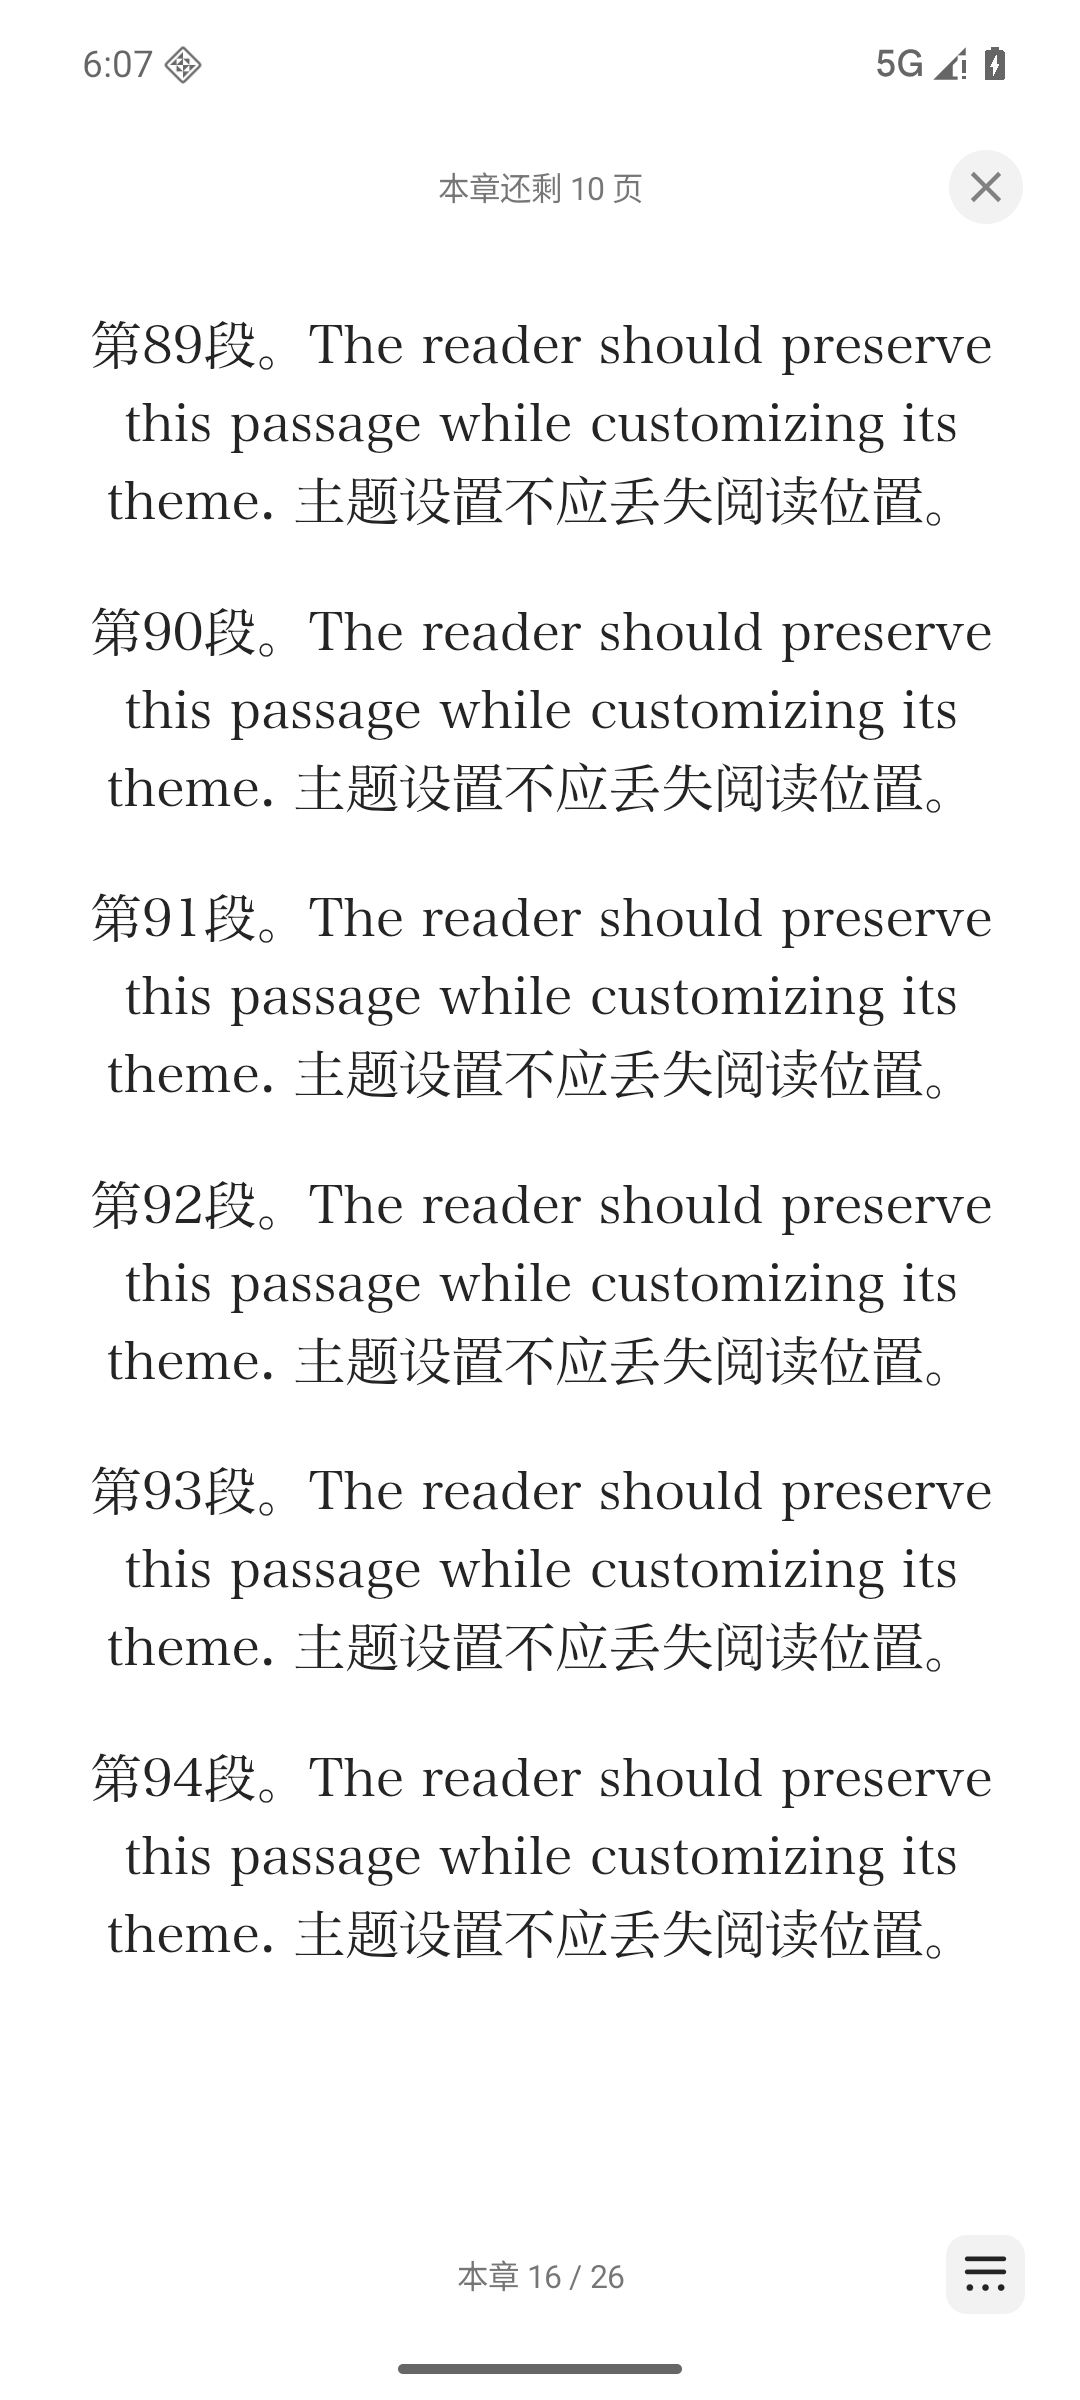 6:07
5G
本章还剩 10 页
第89段。The reader should preserve
this passage while customizing its
theme. 主题设置不应丢失阅读位置。
第90段。The reader should preserve
this passage while customizing its
theme. 主题设置不应丢失阅读位置。
第91段。The reader should preserve
this passage while customizing its
theme. 主题设置不应丢失阅读位置。
第92段。The reader should preserve
this passage while customizing its
theme. 主题设置不应丢失阅读位置。
第93段。The reader should preserve
this passage while customizing its
theme. 主题设置不应丢失阅读位置。
第94段。The reader should preserve
this passage while customizing its
theme. 主题设置不应丢失阅读位置。
本章 16 / 26